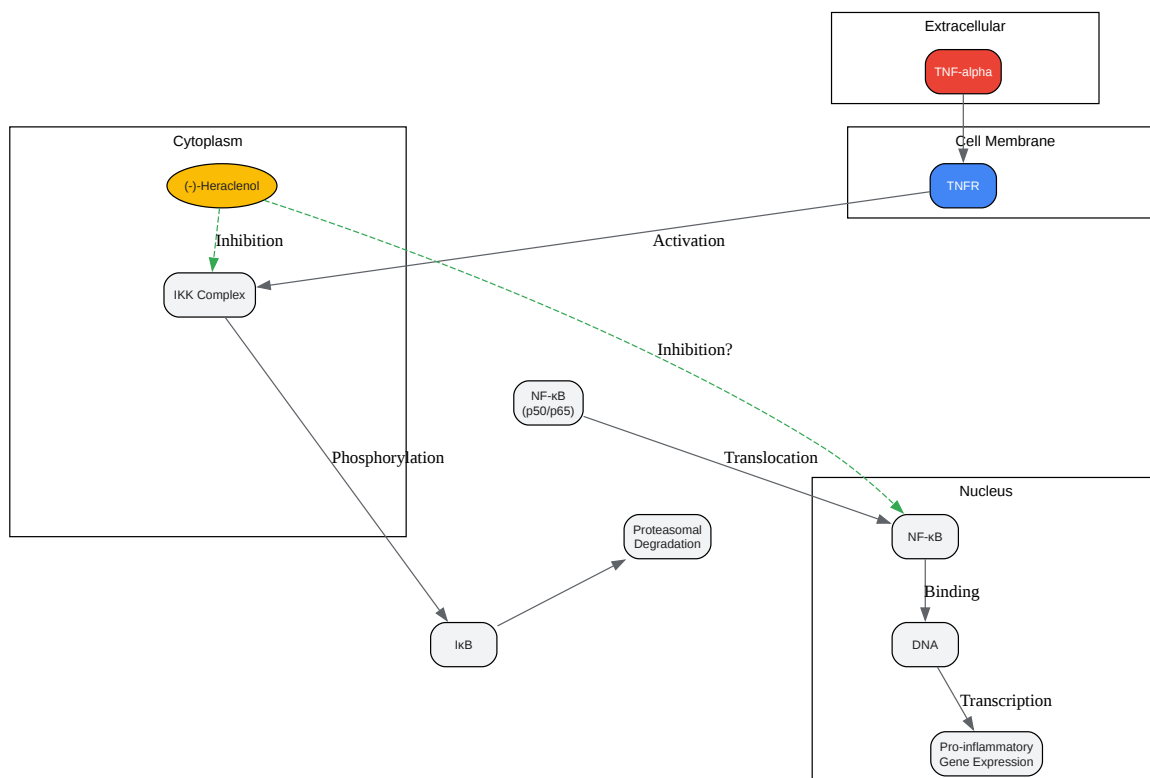 Extracellular
TNF-alpha
Cytoplasm
Cell Membrane
(-)-Heraclenol
TNFR
Inhibition
Activation
IKK Complex
Inhibition?
NF-κB
(p50/p65)
Phosphorylation
Translocation
Nucleus
Proteasomal
Degradation
NF-κB
Binding
IκB
DNA
Transcription
Pro-inflammatory
Gene Expression